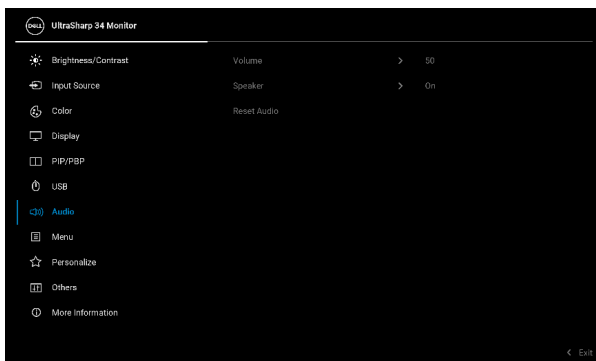 DELL UltraSharp 34 Monitor
Brightness/Contrast Volume > 50
Input Source Speaker > On
Color Reset Audio
Display
PIP/PBP
USB
Audio
Menu
Personalize
Others
More Information
< Exit